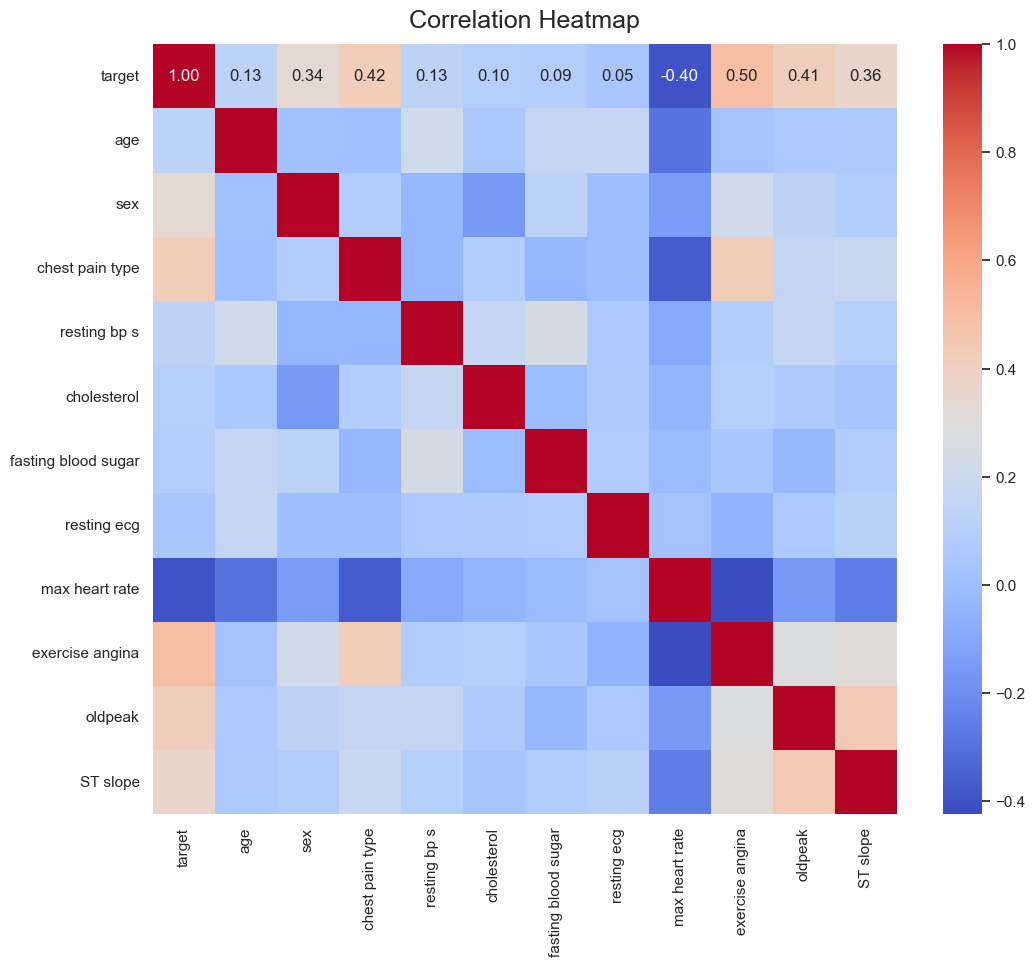 Correlation Heatmap
target
1.00 0.13 0.34 0.42 0.13 0.10 0.09 0.05 -0.40 0.50 0.41 0.36
age
sex
chest pain type
resting bp s
cholesterol
fasting blood sugar
resting ecg
max heart rate
exercise angina
oldpeak
ST slope
target
age
sex
chest pain type
resting bp s
cholesterol
fasting blood sugar
resting ecg
max heart rate
exercise angina
oldpeak
ST slope
1.0
0.8
0.6
0.4
0.2
0.0
−0.2
−0.4